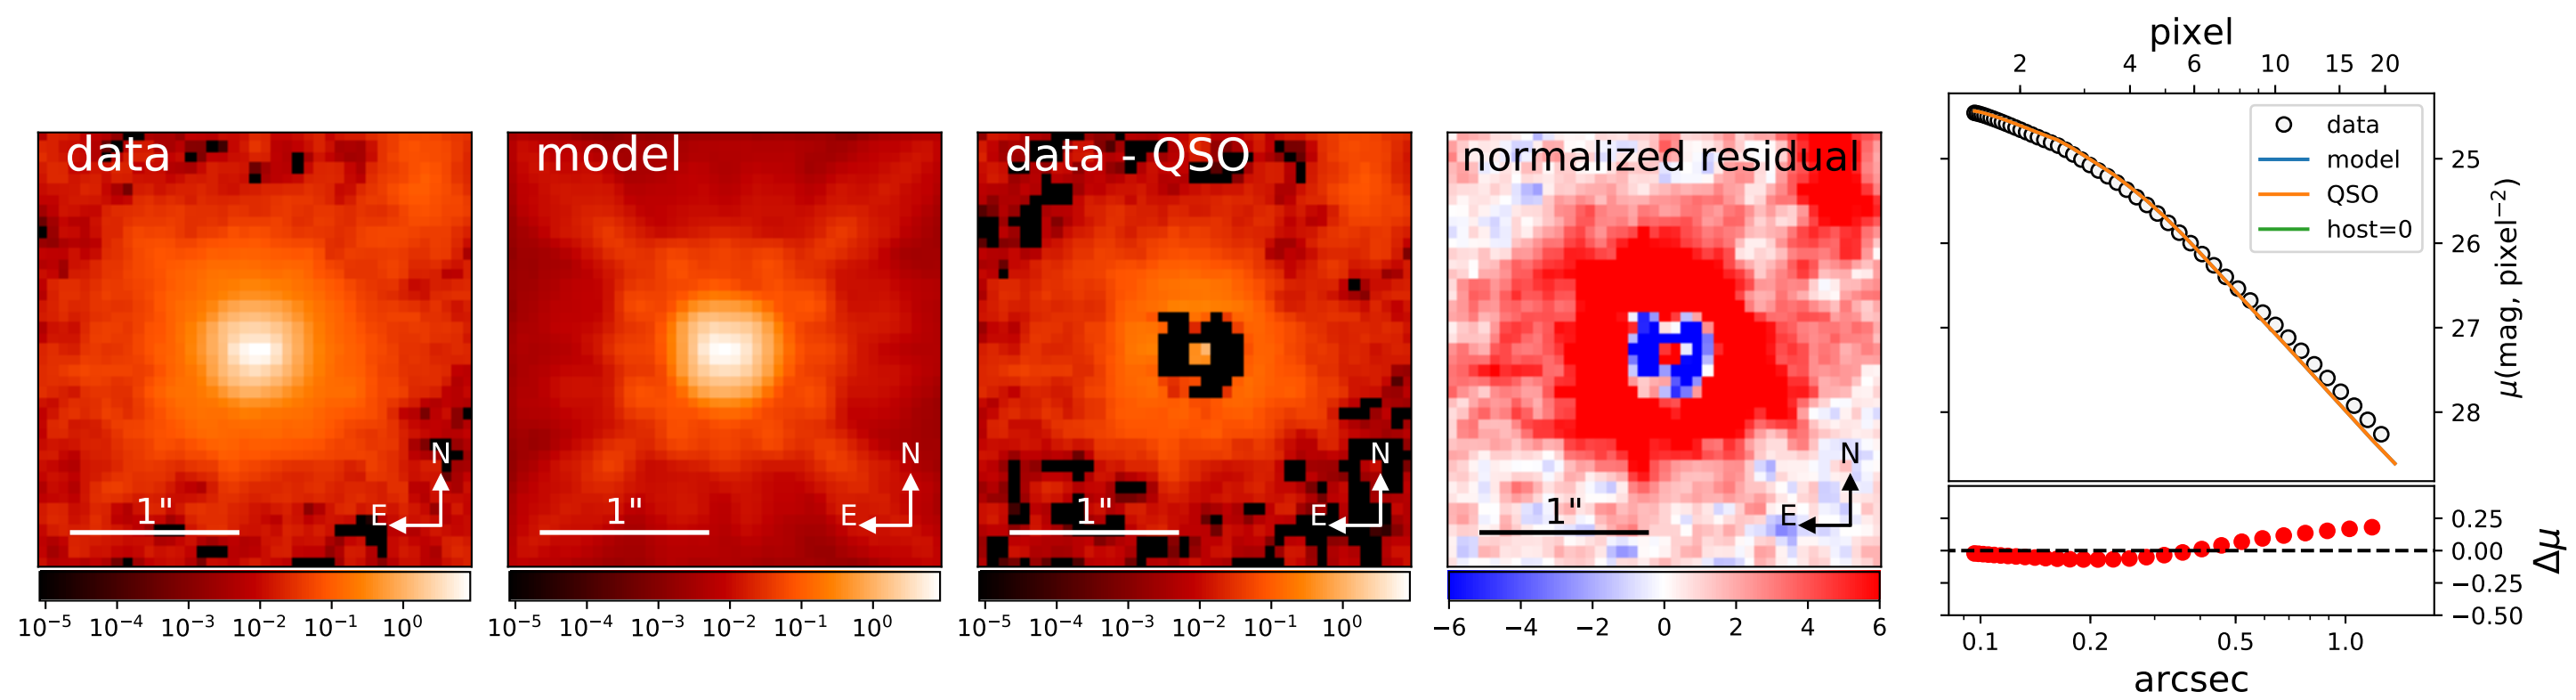 data
1"
N
E
10⁻⁵ 10⁻⁴ 10⁻³ 10⁻² 10⁻¹ 10⁰
model
1"
N
E
10⁻⁵ 10⁻⁴ 10⁻³ 10⁻² 10⁻¹ 10⁰
data - QSO
1"
N
E
10⁻⁵ 10⁻⁴ 10⁻³ 10⁻² 10⁻¹ 10⁰
normalized residual
1"
N
E
−6 −4 −2 0 2 4 6
pixel
2 4 6 10 15 20
data
model
QSO
host=0
25
26
27
28
μ(mag, pixel⁻²)
0.25
0.00
−0.25
−0.50
Δμ
0.1 0.2 0.5 1.0
arcsec